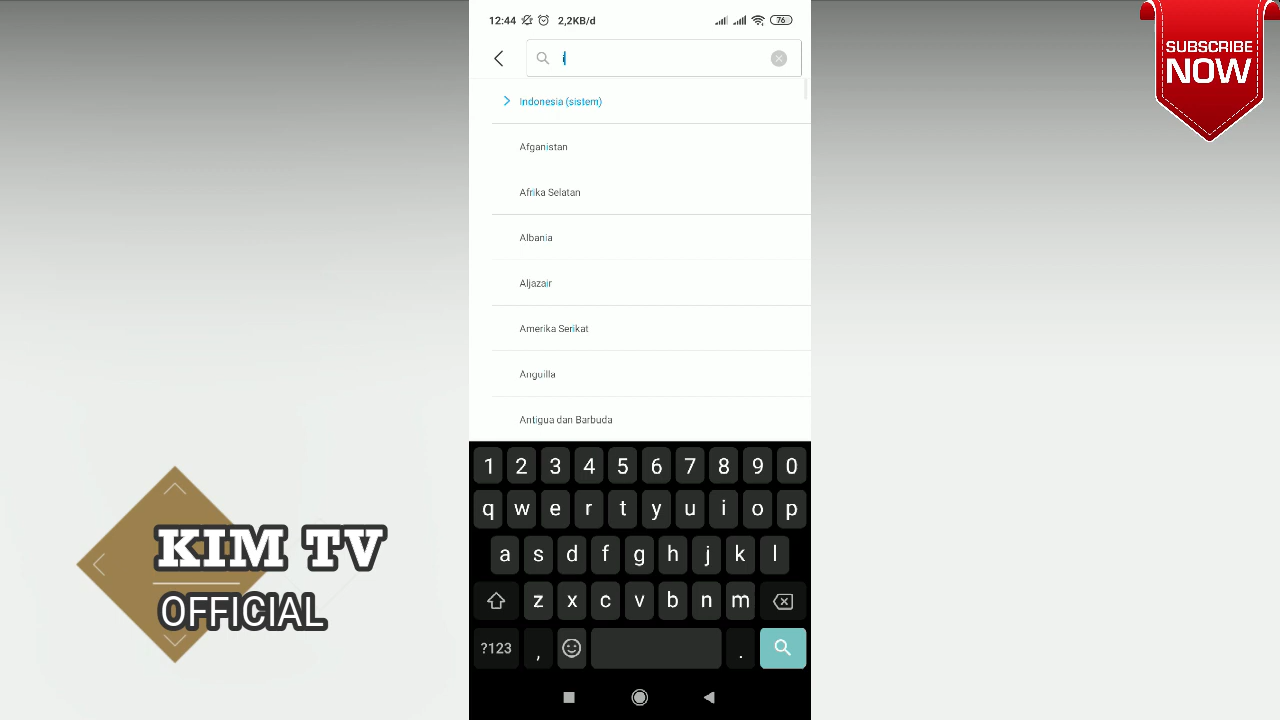 12:44 2,2KB/d 76
i
Indonesia (sistem)
Afganistan
Afrika Selatan
Albania
Aljazair
Amerika Serikat
Anguilla
Antigua dan Barbuda
1 2 3 4 5 6 7 8 9 0
q w e r t y u i o p
a s d f g h j k l
z x c v b n m
?123 , .
SUBSCRIBE
NOW
KIM TV
OFFICIAL